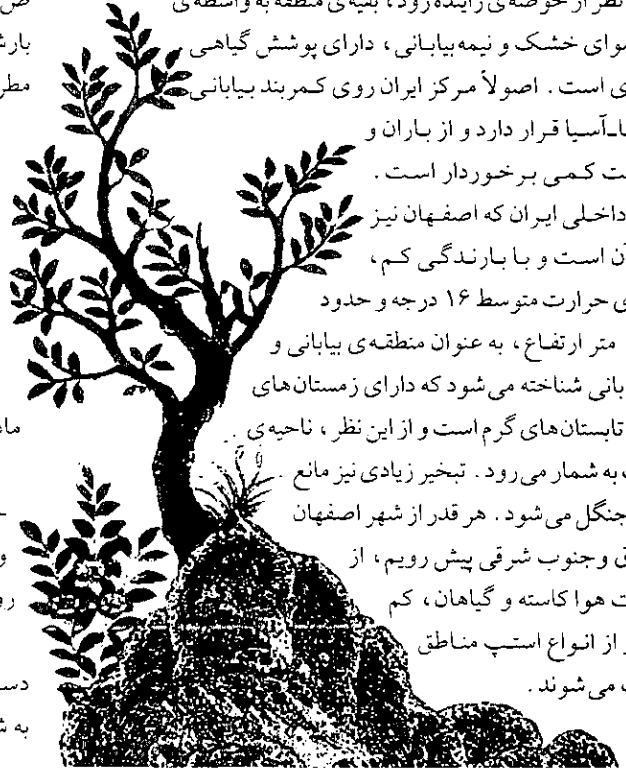 نظر از حوضه‌ی زاینده‌رود، بقیه‌ی منطقه به واسطه‌ی
هوای خشک و نیمه‌بیابانی، دارای پوشش گیاهی
است. اصولاً مرکز ایران روی کمربند بیابانی
قرار دارد و از باران و
کمی برخوردار است.
داخلی ایران که اصفهان نیز
است و با بارندگی کم،
حرارت متوسط ۱۶ درجه و حدود
متر ارتفاع، به عنوان منطقه‌ی بیابانی و
شناخته می‌شود که دارای زمستان‌های
تابستان‌های گرم است و از این نظر، ناحیه‌ی
به شمار می‌رود. تبخیر زیادی نیز مانع
جنگل می‌شود. هر قدر از شهر اصفهان
وجنوب شرقی پیش رویم، از
هوا کاسته و گیاهان، کم
از انواع استپ مناطق
می‌شوند.